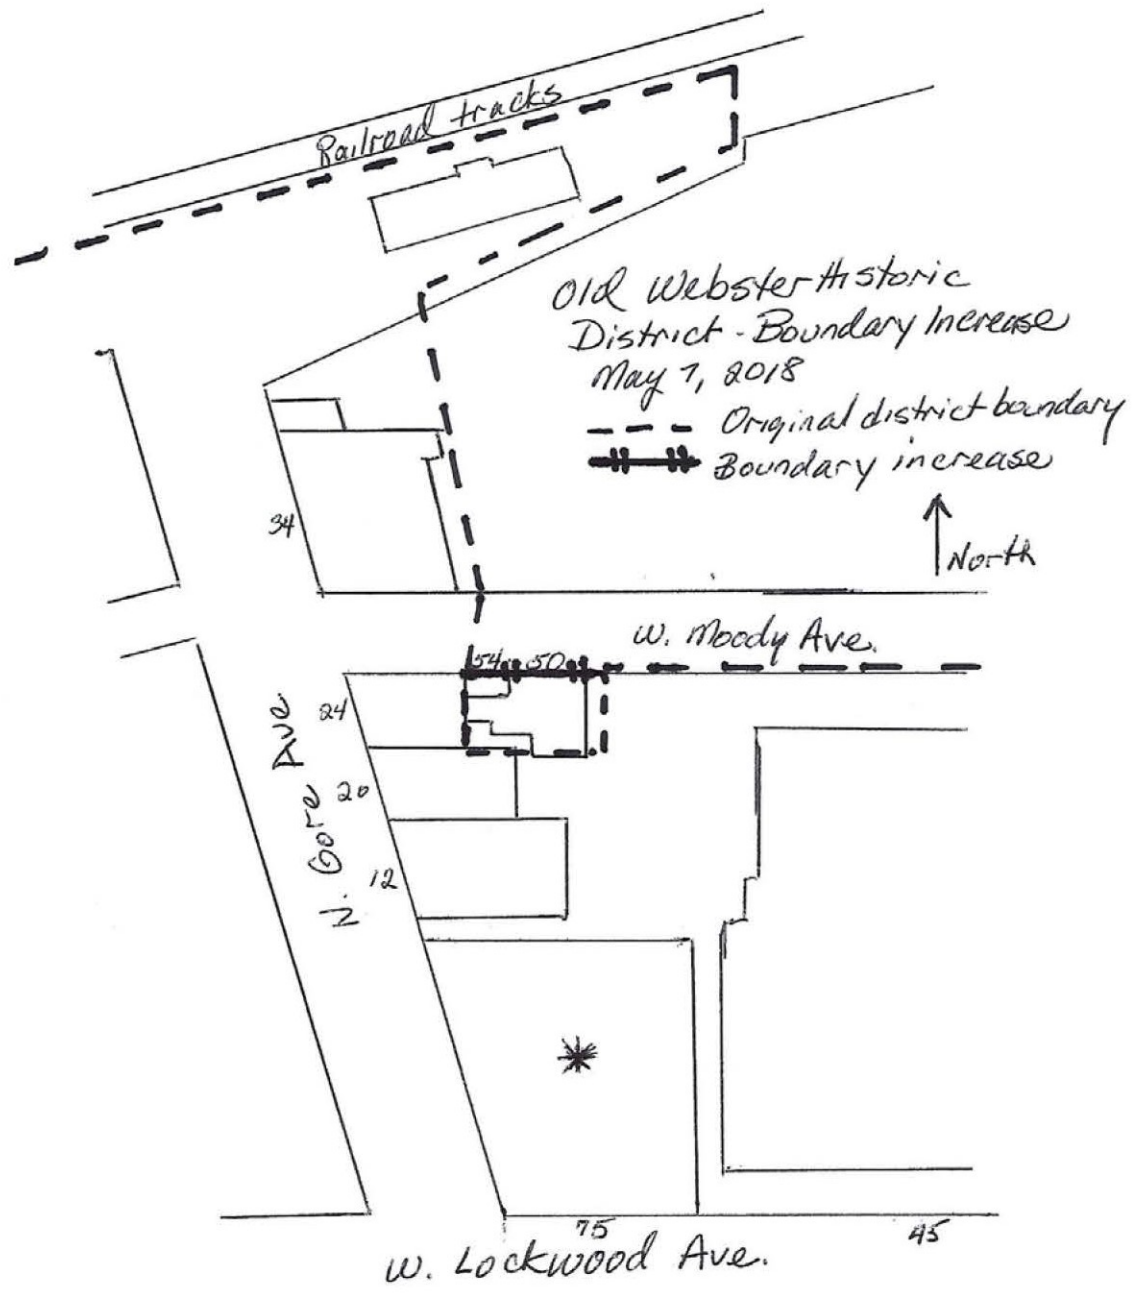 Railroad tracks
Old Webster Historic
District - Boundary Increase
May 7, 2018
Original district boundary
Boundary increase
34
North
W. Moody Ave.
54 50
24
N. Gore Ave
20
12
75
45
W. Lockwood Ave.